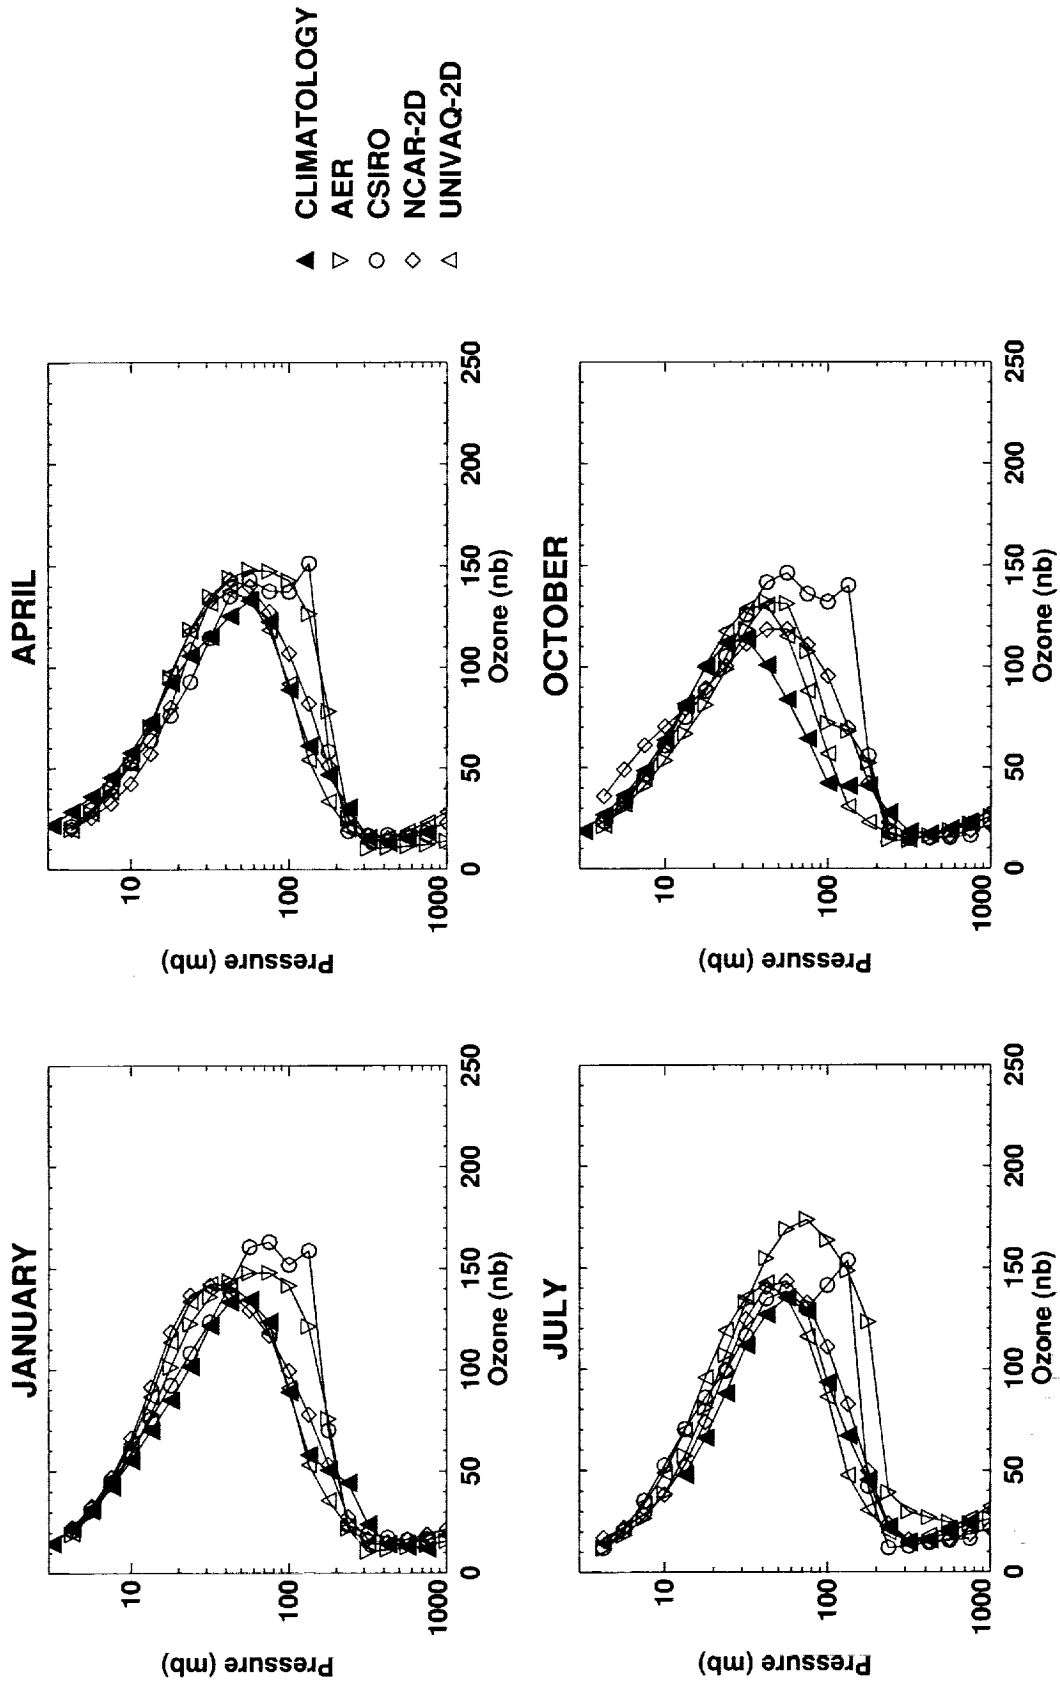 JANUARY
Pressure (mb)
10
100
1000
0
50
100
150
200
250
Ozone (nb)
APRIL
Pressure (mb)
10
100
1000
0
50
100
150
200
250
Ozone (nb)
▲ CLIMATOLOGY
▽ AER
○ CSIRO
◇ NCAR-2D
△ UNIVAQ-2D
JULY
Pressure (mb)
10
100
1000
0
50
100
150
200
250
Ozone (nb)
OCTOBER
Pressure (mb)
10
100
1000
0
50
100
150
200
250
Ozone (nb)